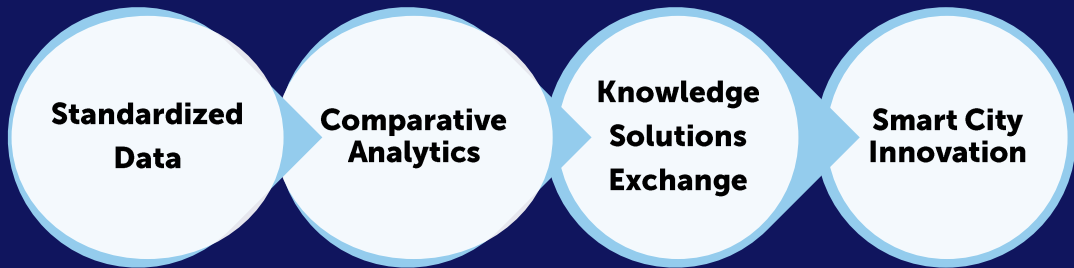 Standardized
Data
Comparative
Analytics
Knowledge
Solutions
Exchange
Smart City
Innovation